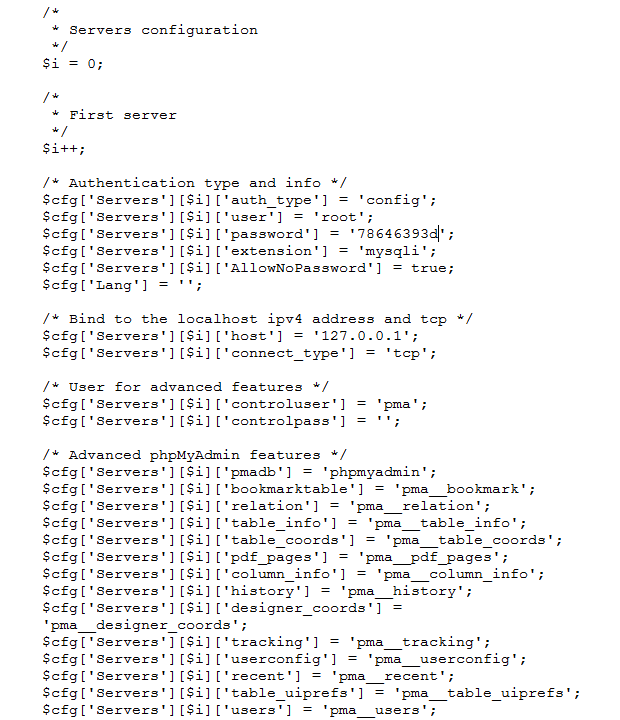 /*
 * Servers configuration
 */
$i = 0;

/*
 * First server
 */
$i++;

/* Authentication type and info */
$cfg['Servers'][$i]['auth_type'] = 'config';
$cfg['Servers'][$i]['user'] = 'root';
$cfg['Servers'][$i]['password'] = '78646393d';
$cfg['Servers'][$i]['extension'] = 'mysqli';
$cfg['Servers'][$i]['AllowNoPassword'] = true;
$cfg['Lang'] = '';

/* Bind to the localhost ipv4 address and tcp */
$cfg['Servers'][$i]['host'] = '127.0.0.1';
$cfg['Servers'][$i]['connect_type'] = 'tcp';

/* User for advanced features */
$cfg['Servers'][$i]['controluser'] = 'pma';
$cfg['Servers'][$i]['controlpass'] = '';

/* Advanced phpMyAdmin features */
$cfg['Servers'][$i]['pmadb'] = 'phpmyadmin';
$cfg['Servers'][$i]['bookmarktable'] = 'pma__bookmark';
$cfg['Servers'][$i]['relation'] = 'pma__relation';
$cfg['Servers'][$i]['table_info'] = 'pma__table_info';
$cfg['Servers'][$i]['table_coords'] = 'pma__table_coords';
$cfg['Servers'][$i]['pdf_pages'] = 'pma__pdf_pages';
$cfg['Servers'][$i]['column_info'] = 'pma__column_info';
$cfg['Servers'][$i]['history'] = 'pma__history';
$cfg['Servers'][$i]['designer_coords'] =
'pma__designer_coords';
$cfg['Servers'][$i]['tracking'] = 'pma__tracking';
$cfg['Servers'][$i]['userconfig'] = 'pma__userconfig';
$cfg['Servers'][$i]['recent'] = 'pma__recent';
$cfg['Servers'][$i]['table_uiprefs'] = 'pma__table_uiprefs';
$cfg['Servers'][$i]['users'] = 'pma__users';